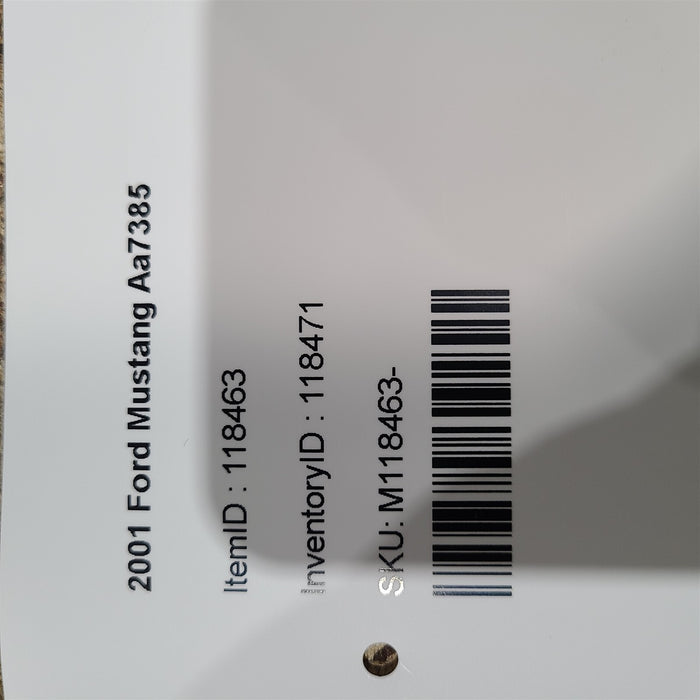 2001 Ford Mustang Aa7385
ItemID : 118463
InventoryID : 118471
SKU: M118463-